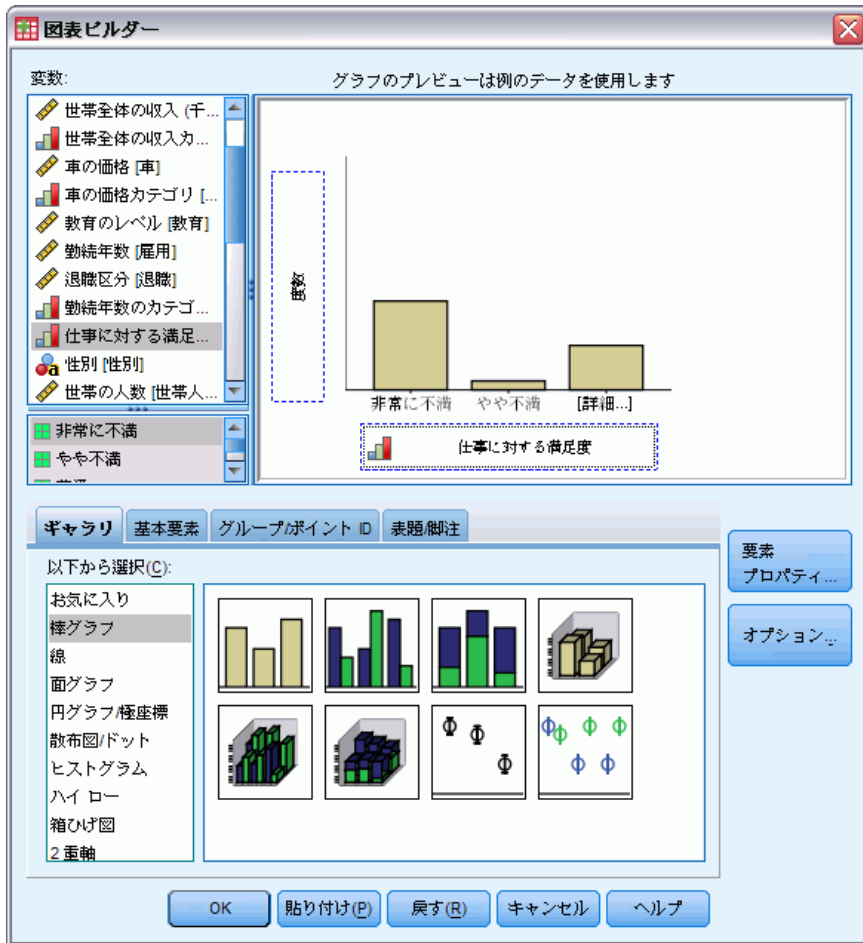 図表ビルダー
変数:
グラフのプレビューは例のデータを使用します
世帯全体の収入 (千...
世帯全体の収入カ...
車の価格 [車]
車の価格カテゴリ [...
教育のレベル [教育]
勤続年数 [雇用]
退職区分 [退職]
勤続年数のカテゴ...
仕事に対する満足...
性別 [性別]
世帯の人数 [世帯人...
非常に不満
やや不満
度数
非常に不満 やや不満 [詳細...]
仕事に対する満足度
ギャラリ 基本要素 グループ/ポイント ID 表題/脚注
以下から選択(C):
お気に入り
棒グラフ
線
面グラフ
円グラフ/極座標
散布図/ドット
ヒストグラム
ハイ ロー
箱ひげ図
2 重軸
要素
プロパティ...
オプション...
OK 貼り付け(P) 戻す(R) キャンセル ヘルプ